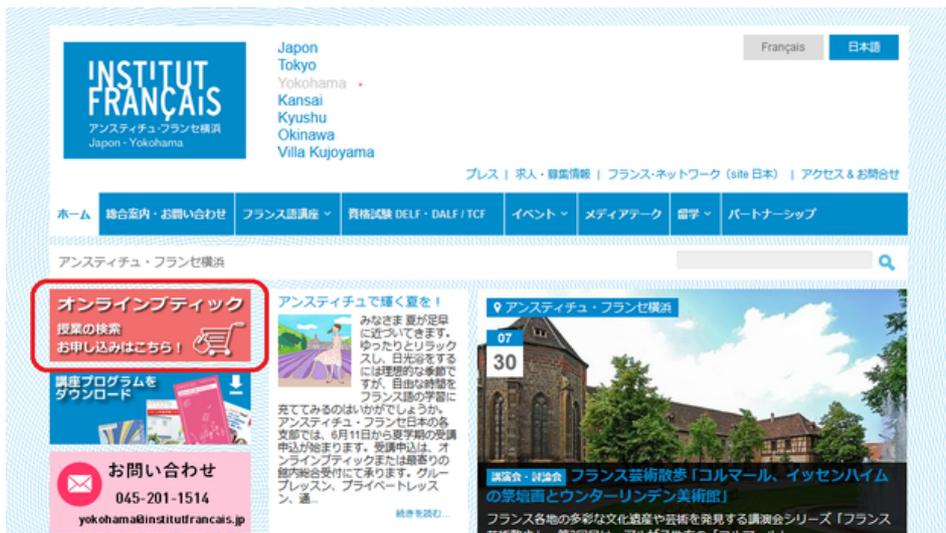 INSTITUT
FRANÇAIS
アンスティチュ・フランセ横浜
Japon - Yokohama
Japon
Tokyo
Yokohama
Kansai
Kyushu
Okinawa
Villa Kujoyama
Français
日本語
プレス | 求人・募集情報 | フランス・ネットワーク (site 日本) | アクセス & お問合せ
ホーム
総合案内・お問い合わせ
フランス語講座
資格試験 DELF・DALF / TCF
イベント
メディアテーク
留学
パートナーシップ
アンスティチュ・フランセ横浜
オンラインブティック
授業の検索
お申し込みはこちら!
講座プログラムを
ダウンロード
お問い合わせ
045-201-1514
yokohama@institutfrancais.jp
アンスティチュで輝く夏を!
みなさま 夏が足早
に近づいてきます。
ゆったりとリラック
スし、日光浴をする
には理想的な季節で
すが、自由な時間を
フランス語の学習に
充ててみるのはいかがでしょうか。
アンスティチュ・フランセ日本の各
支部では、6月11日から夏学期の受講
申込が始まります。受講申込は、オ
ンラインブティックまたは最寄りの
館内総合受付にて承ります。グルー
プレッスン、プライベートレッス
ン、通...
続きを読む...
アンスティチュ・フランセ横浜
07
30
講演会・討論会
フランス芸術散歩「コルマール、イッセンハイム
の祭壇画とウンターリンデン美術館」
フランス各地の多彩な文化遺産や芸術を発見する講演会シリーズ「フランス